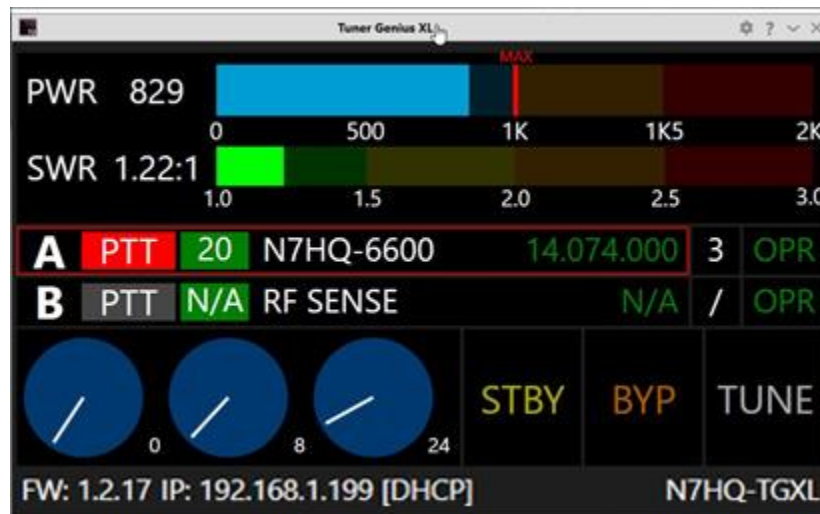 Tuner Genius XL
MAX
PWR 829
0 500 1K 1K5 2K
SWR 1.22:1
1.0 1.5 2.0 2.5 3.0
A PTT 20 N7HQ-6600 14.074.000 3 OPR
B PTT N/A RF SENSE N/A / OPR
STBY BYP TUNE
0 8 24
FW: 1.2.17 IP: 192.168.1.199 [DHCP] N7HQ-TGXL